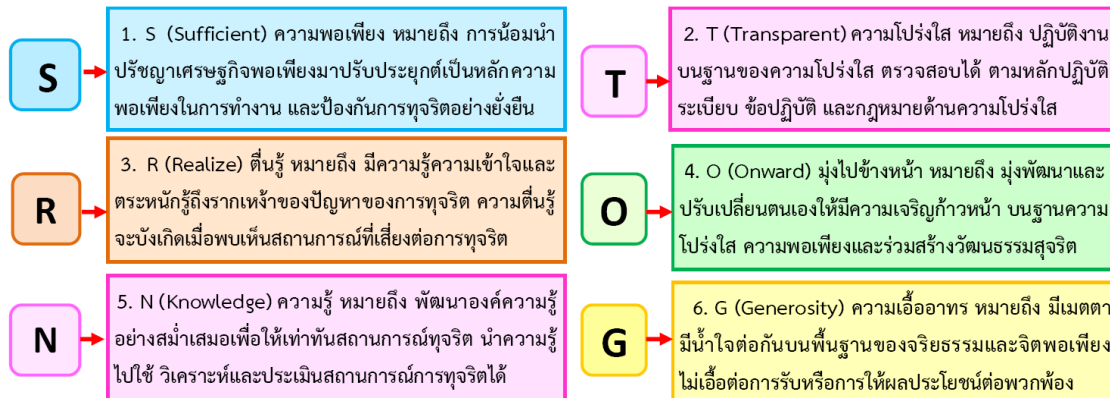 S
1. S (Sufficient) ความพอเพียง หมายถึง การน้อมนำ
ปรัชญาเศรษฐกิจพอเพียงมาปรับประยุกต์เป็นหลักความ
พอเพียงในการทำงาน และป้องกันการทุจริตอย่างยั่งยืน
T
2. T (Transparent) ความโปร่งใส หมายถึง ปฏิบัติงาน
บนฐานของความโปร่งใส ตรวจสอบได้ ตามหลักปฏิบัติ
ระเบียบ ข้อปฏิบัติ และกฎหมายด้านความโปร่งใส
R
3. R (Realize) ตื่นรู้ หมายถึง มีความรู้ความเข้าใจและ
ตระหนักรู้ถึงรากเหง้าของปัญหาของการทุจริต ความตื่นรู้
จะบังเกิดเมื่อพบเห็นสถานการณ์ที่เสี่ยงต่อการทุจริต
O
4. O (Onward) มุ่งไปข้างหน้า หมายถึง มุ่งพัฒนาและ
ปรับเปลี่ยนตนเองให้มีความเจริญก้าวหน้า บนฐานความ
โปร่งใส ความพอเพียงและร่วมสร้างวัฒนธรรมสุจริต
N
5. N (Knowledge) ความรู้ หมายถึง พัฒนาองค์ความรู้
อย่างสม่ำเสมอเพื่อให้เท่าทันสถานการณ์ทุจริต นำความรู้
ไปใช้ วิเคราะห์และประเมินสถานการณ์การทุจริตได้
G
6. G (Generosity) ความเอื้ออาทร หมายถึง มีเมตตา
มีน้ำใจต่อกันบนพื้นฐานของจริยธรรมและจิตพอเพียง
ไม่เอื้อต่อการรับหรือการให้ผลประโยชน์ต่อพวกพ้อง